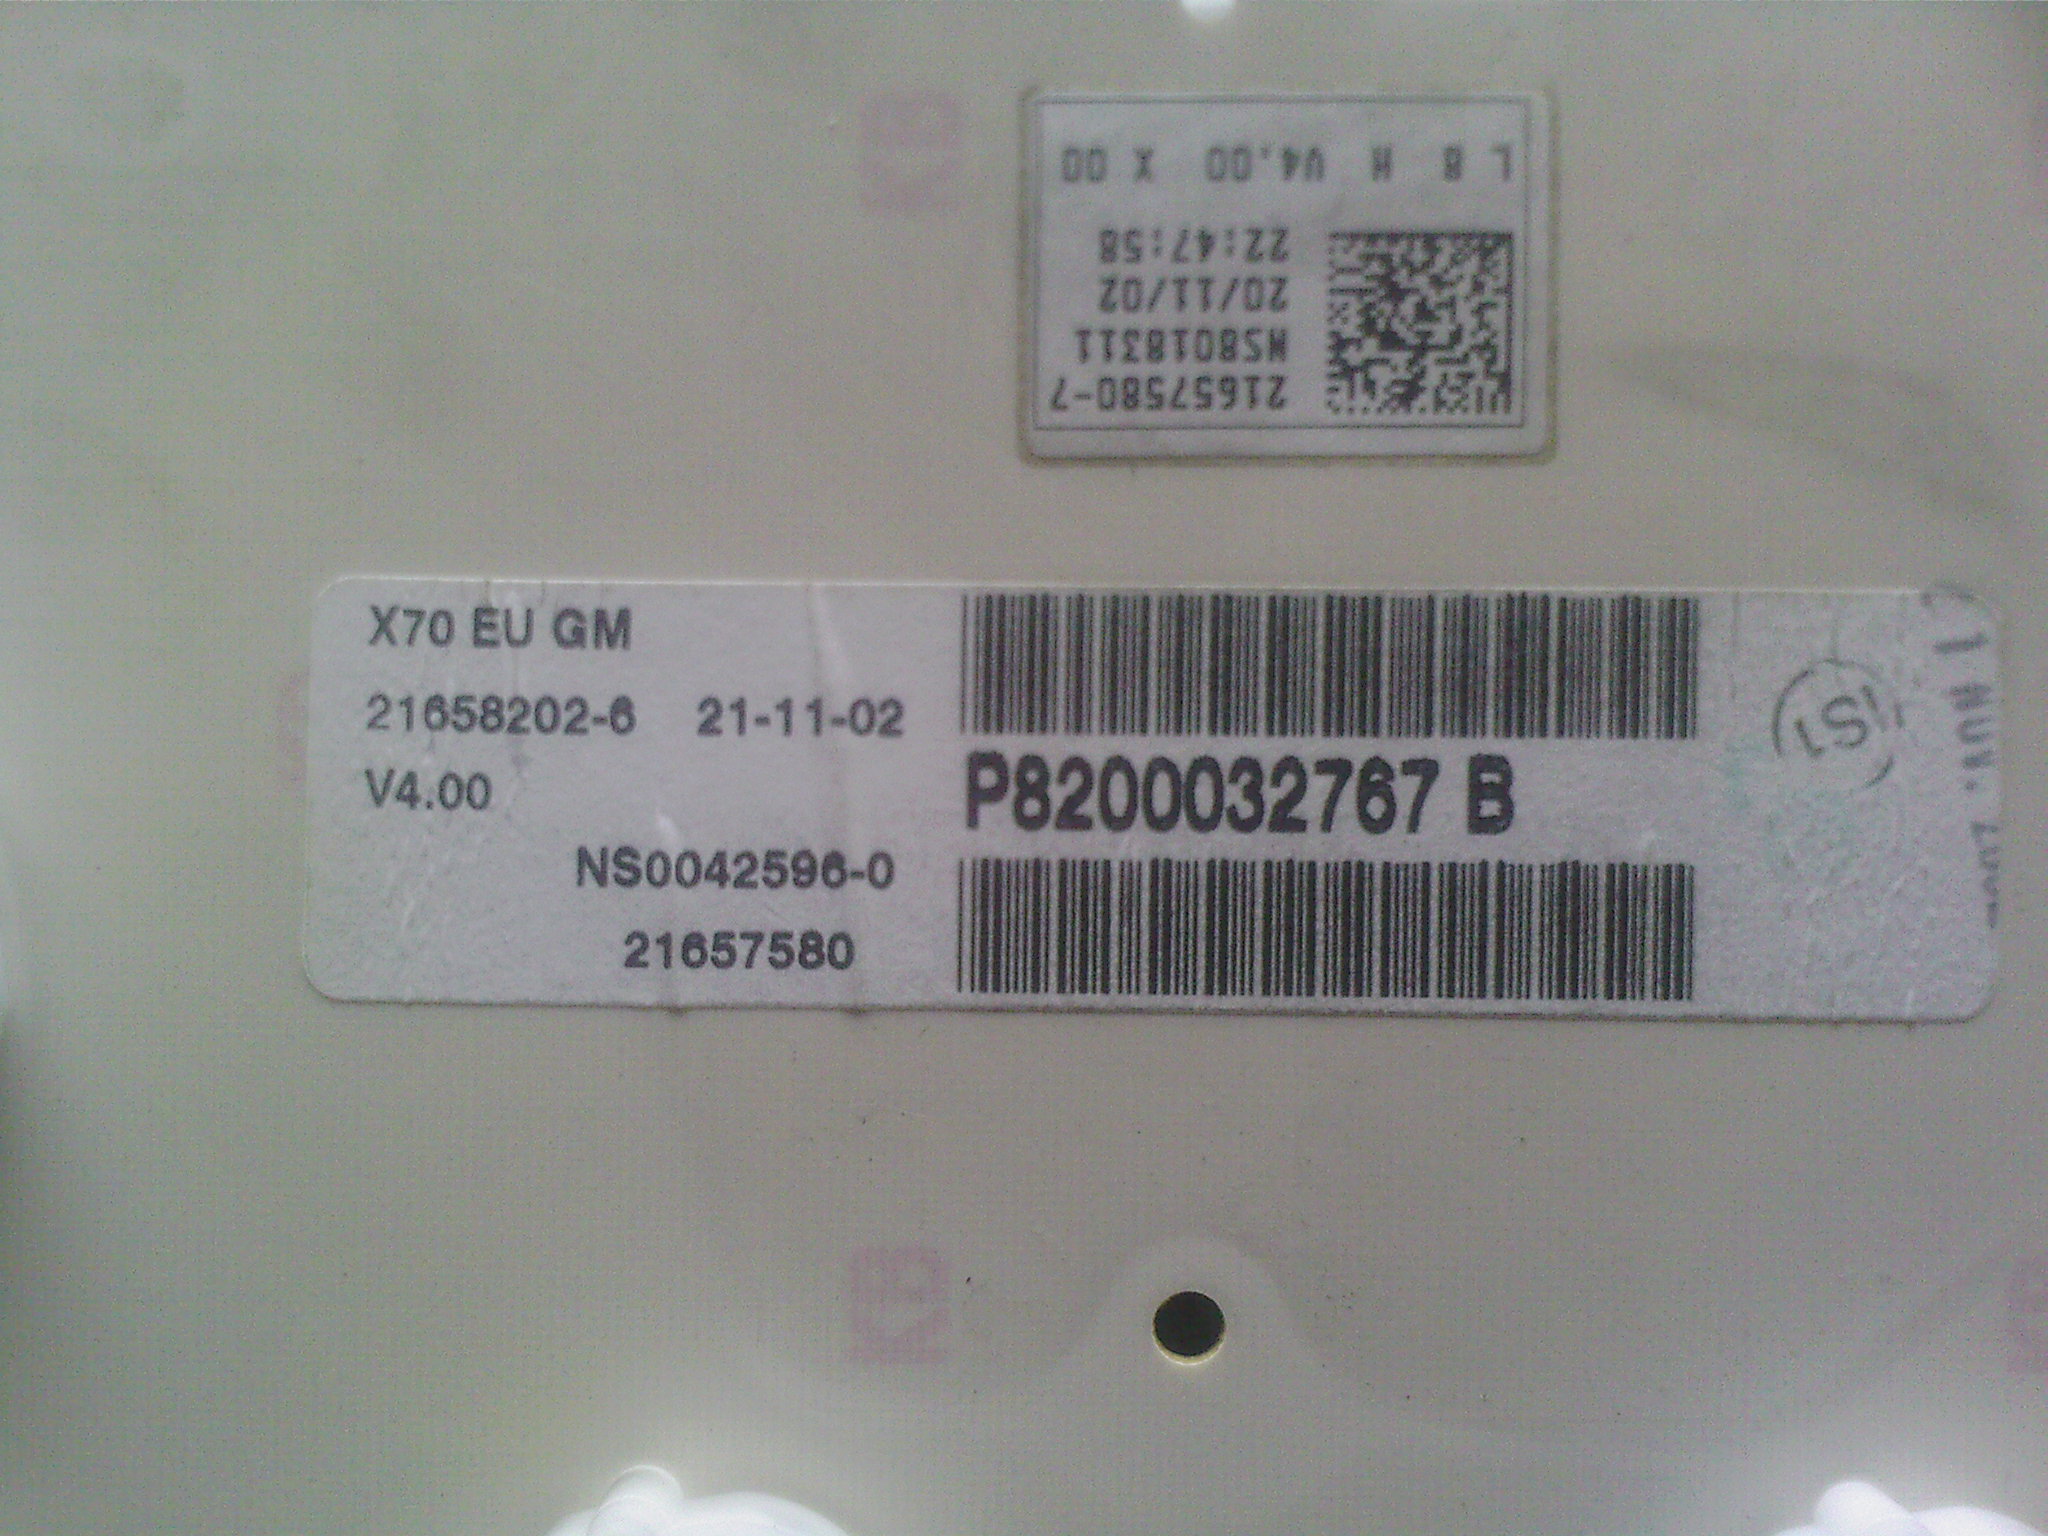 L 8 H V4.00 X 00
22:47:58
20/11/02
NS8018311
21657580-7
X70 EU GM
21658202-6 21-11-02
V4.00
NS0042596-0
21657580
P8200032767 B
ISI